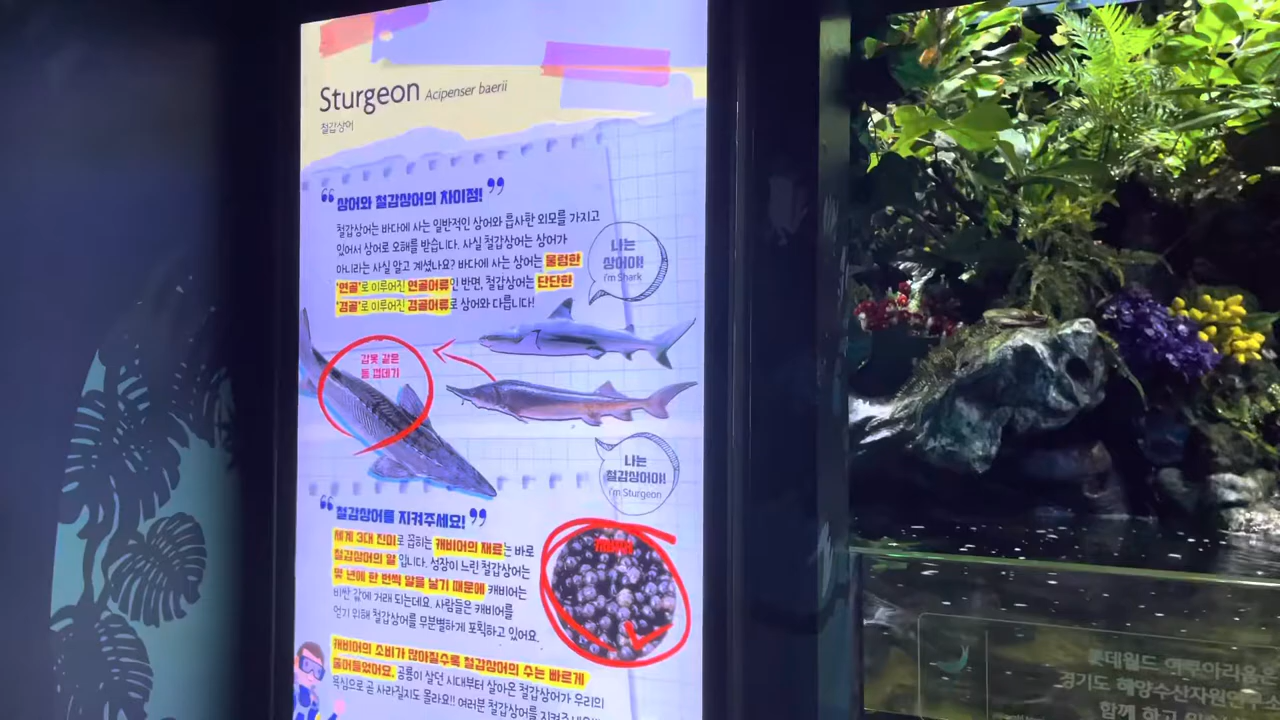 Sturgeon Acipenser baerii
철갑상어
“상어와 철갑상어의 차이점!”
철갑상어는 바다에 사는 일반적인 상어와 흡사한 외모를 가지고
있어서 상어로 오해를 받습니다. 사실 철갑상어는 상어가
아니라는 사실 알고 계셨나요? 바다에 사는 상어는 물렁한
'연골'로 이루어진 연골어류인 반면, 철갑상어는 단단한
'경골'로 이루어진 경골어류로 상어와 다릅니다!
나는
상어야!
i'm Shark
갑옷 같은
등 껍데기
나는
철갑상어야!
i'm Sturgeon
“철갑상어를 지켜주세요!”
세계 3대 진미로 꼽히는 캐비어의 재료는 바로
철갑상어의 알 입니다. 성장이 느린 철갑상어는
몇 년에 한 번씩 알을 낳기 때문에 캐비어는
비싼 값에 거래 되는데요. 사람들은 캐비어를
얻기 위해 철갑상어를 무분별하게 포획하고 있어요.
캐비어의 소비가 많아질수록 철갑상어의 수는 빠르게
줄어들었어요. 공룡이 살던 시대부터 살아온 철갑상어가 우리의
욕심으로 곧 사라질지도 몰라요!! 여러분 철갑상어를 지켜주세요
롯데월드 아쿠아리움은
경기도 해양수산자원연구소
함께 하고